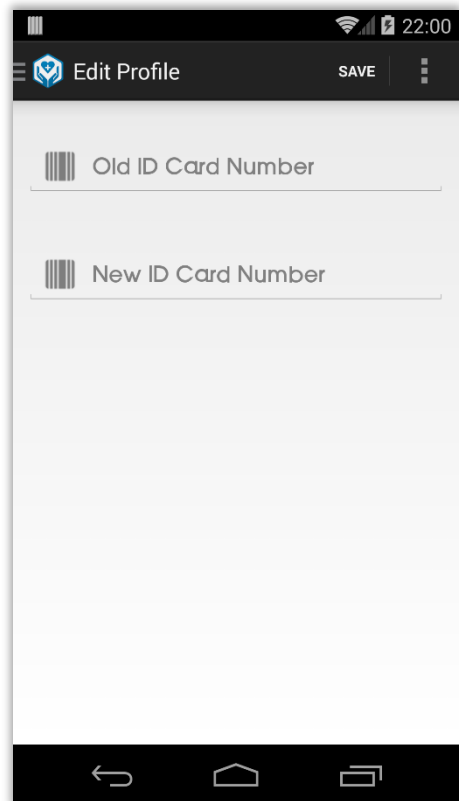 22:00
Edit Profile SAVE
Old ID Card Number
New ID Card Number